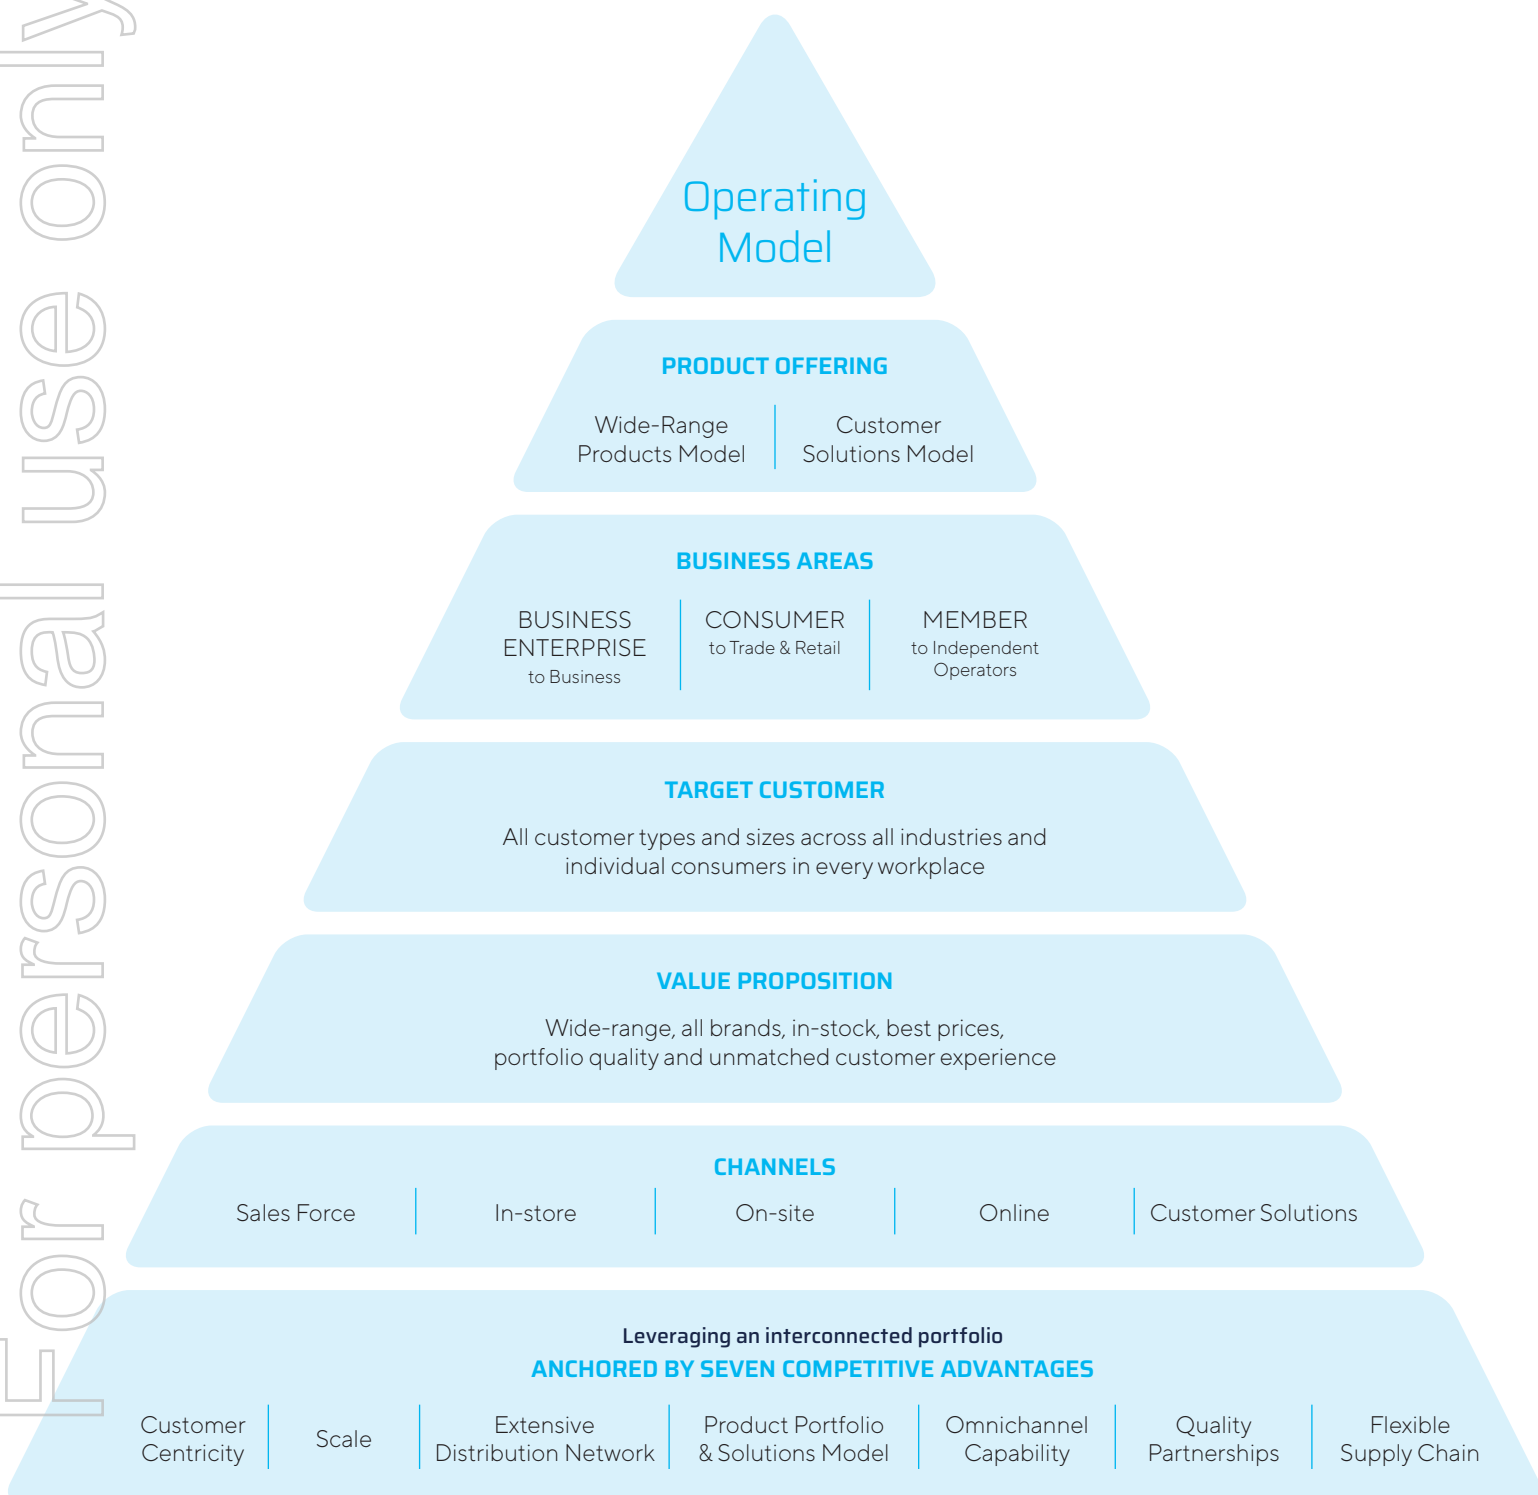 For personal use only
Operating
Model
PRODUCT OFFERING
Wide-Range
Products Model
Customer
Solutions Model
BUSINESS AREAS
BUSINESS
ENTERPRISE
to Business
CONSUMER
to Trade & Retail
MEMBER
to Independent
Operators
TARGET CUSTOMER
All customer types and sizes across all industries and
individual consumers in every workplace
VALUE PROPOSITION
Wide-range, all brands, in-stock, best prices,
portfolio quality and unmatched customer experience
CHANNELS
Sales Force
In-store
On-site
Online
Customer Solutions
Leveraging an interconnected portfolio
ANCHORED BY SEVEN COMPETITIVE ADVANTAGES
Customer
Centricity
Scale
Extensive
Distribution Network
Product Portfolio
& Solutions Model
Omnichannel
Capability
Quality
Partnerships
Flexible
Supply Chain